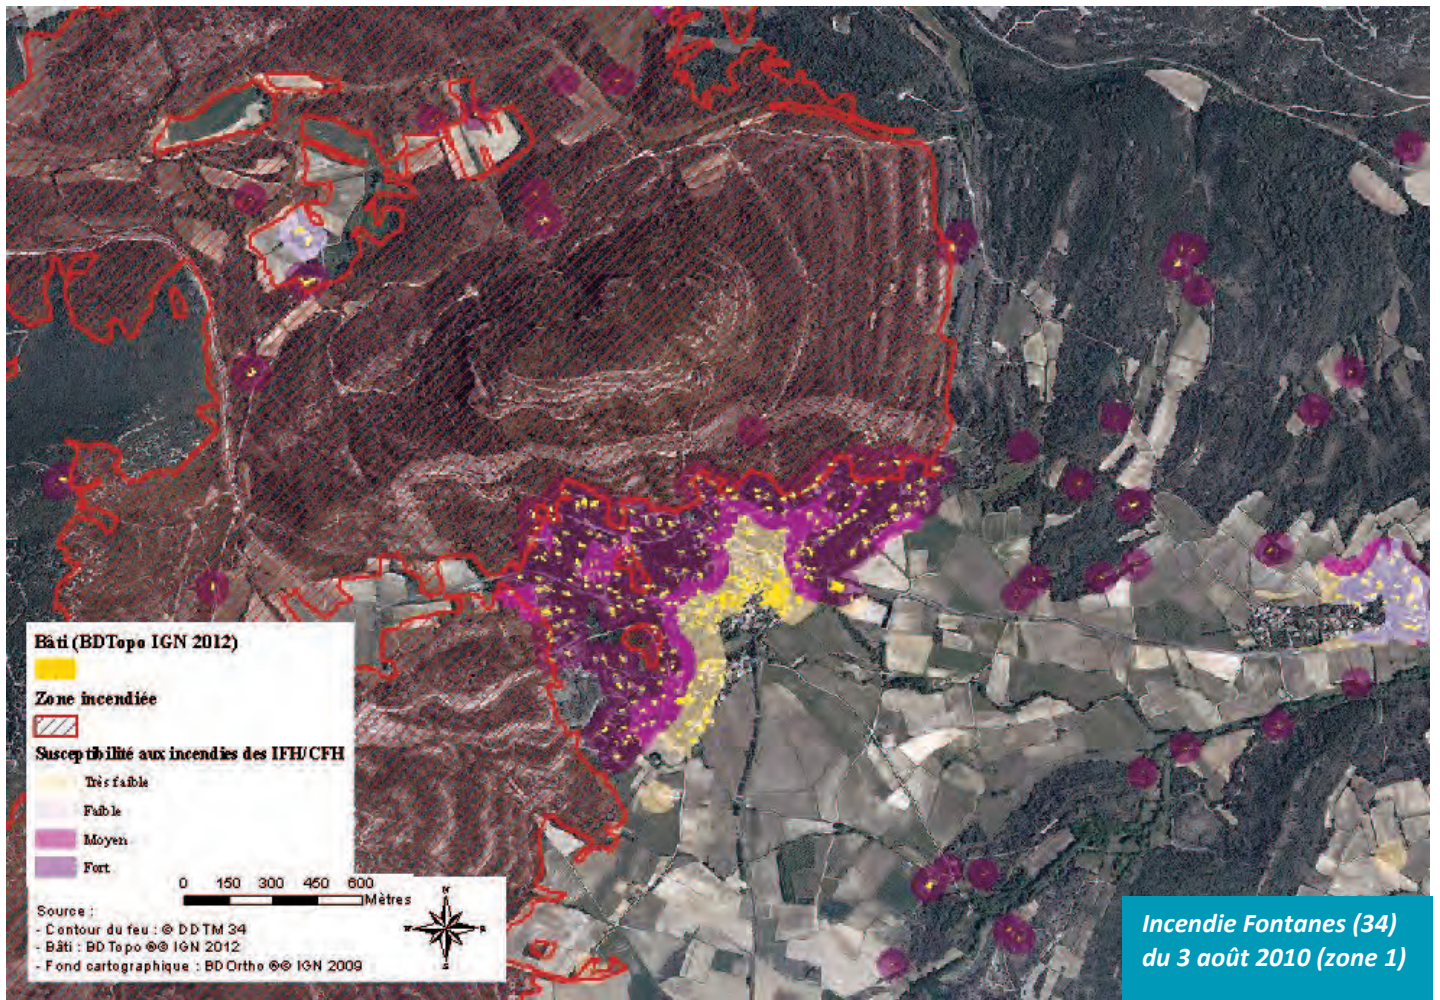 Bâti (BDTopo IGN 2012)
Zone incendiée
Susceptibilité aux incendies des IFH/CFH
Très faible
Faible
Moyen
Fort
0 150 300 450 600
Mètres
N
W
Source :
- Contour du feu : © DDTM 34
- Bâti : BD Topo ®© IGN 2012
- Fond cartographique : BD Ortho ®© IGN 2009
Incendie Fontanes (34)
du 3 août 2010 (zone 1)